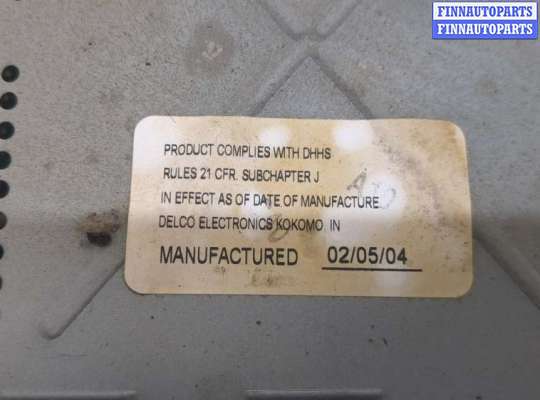 FINNAUTOPARTS
FINNAUTOPARTS
PRODUCT COMPLIES WITH DHHS
RULES 21 CFR. SUBCHAPTER J
IN EFFECT AS OF DATE OF MANUFACTURE
DELCO ELECTRONICS KOKOMO IN
MANUFACTURED 02/05/04